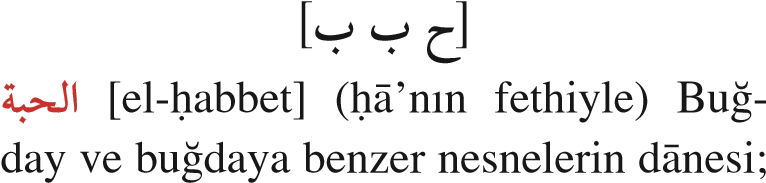 [ح ب ب]
الحبة [el-ḥabbet] (ḥā’nın fethiyle) Buğ-
day ve buğdaya benzer nesnelerin dānesi;